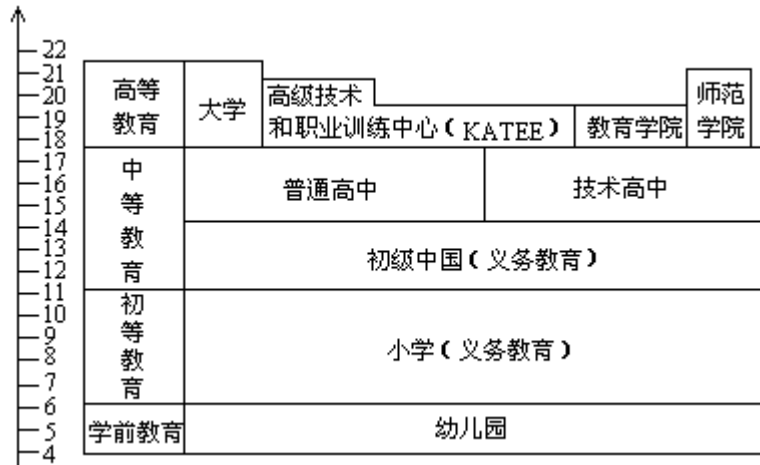 22
21
20
19
18
17
16
15
14
13
12
11
10
9
8
7
6
5
4
高等
教育
大学
高级技术
和职业训练中心(KATEE)
教育学院
师范
学院
中
等
教
育
普通高中
技术高中
初级中国(义务教育)
初
等
教
育
小学(义务教育)
学前教育
幼儿园